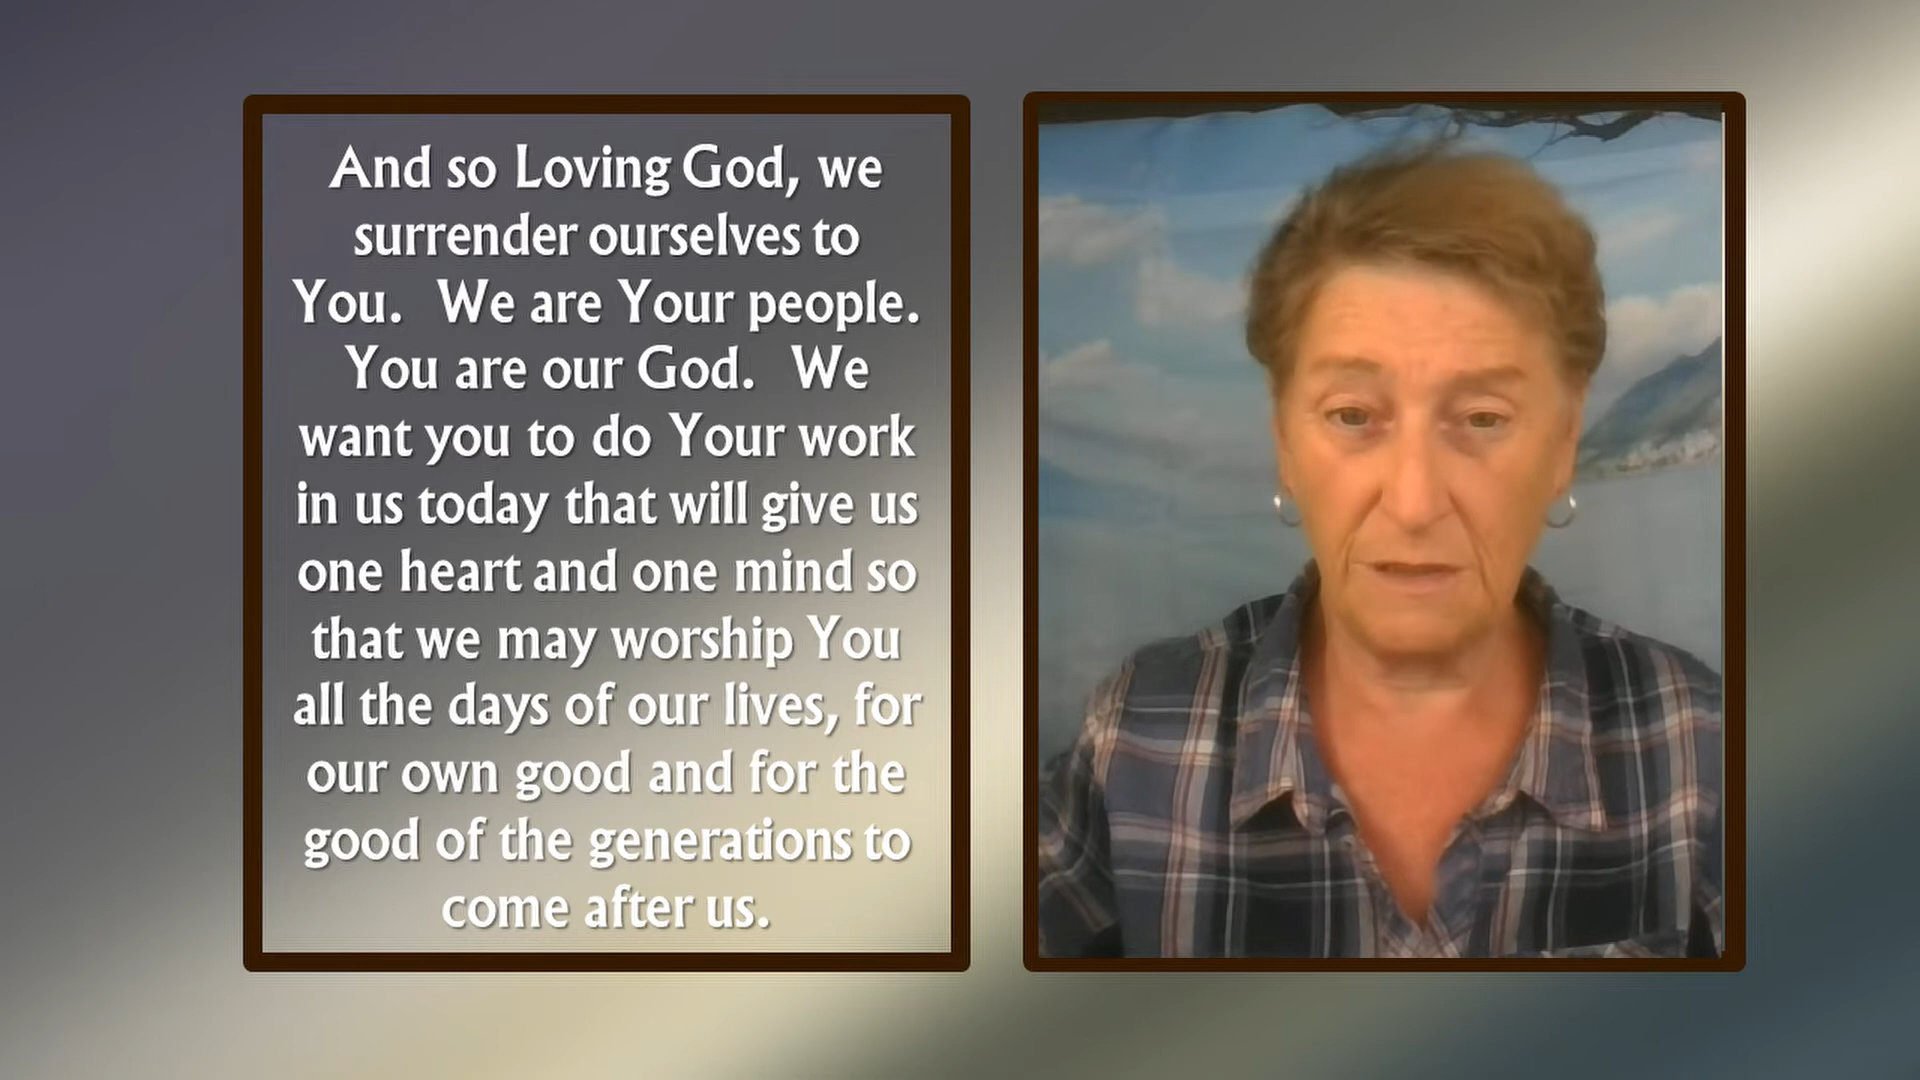 And so Loving God, we
surrender ourselves to
You. We are Your people.
You are our God. We
want you to do Your work
in us today that will give us
one heart and one mind so
that we may worship You
all the days of our lives, for
our own good and for the
good of the generations to
come after us.